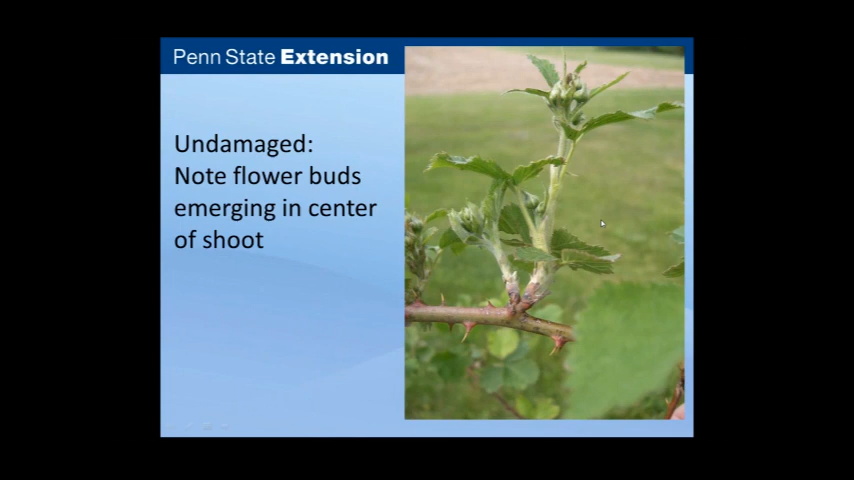 Penn State Extension
Undamaged:
Note flower buds
emerging in center
of shoot